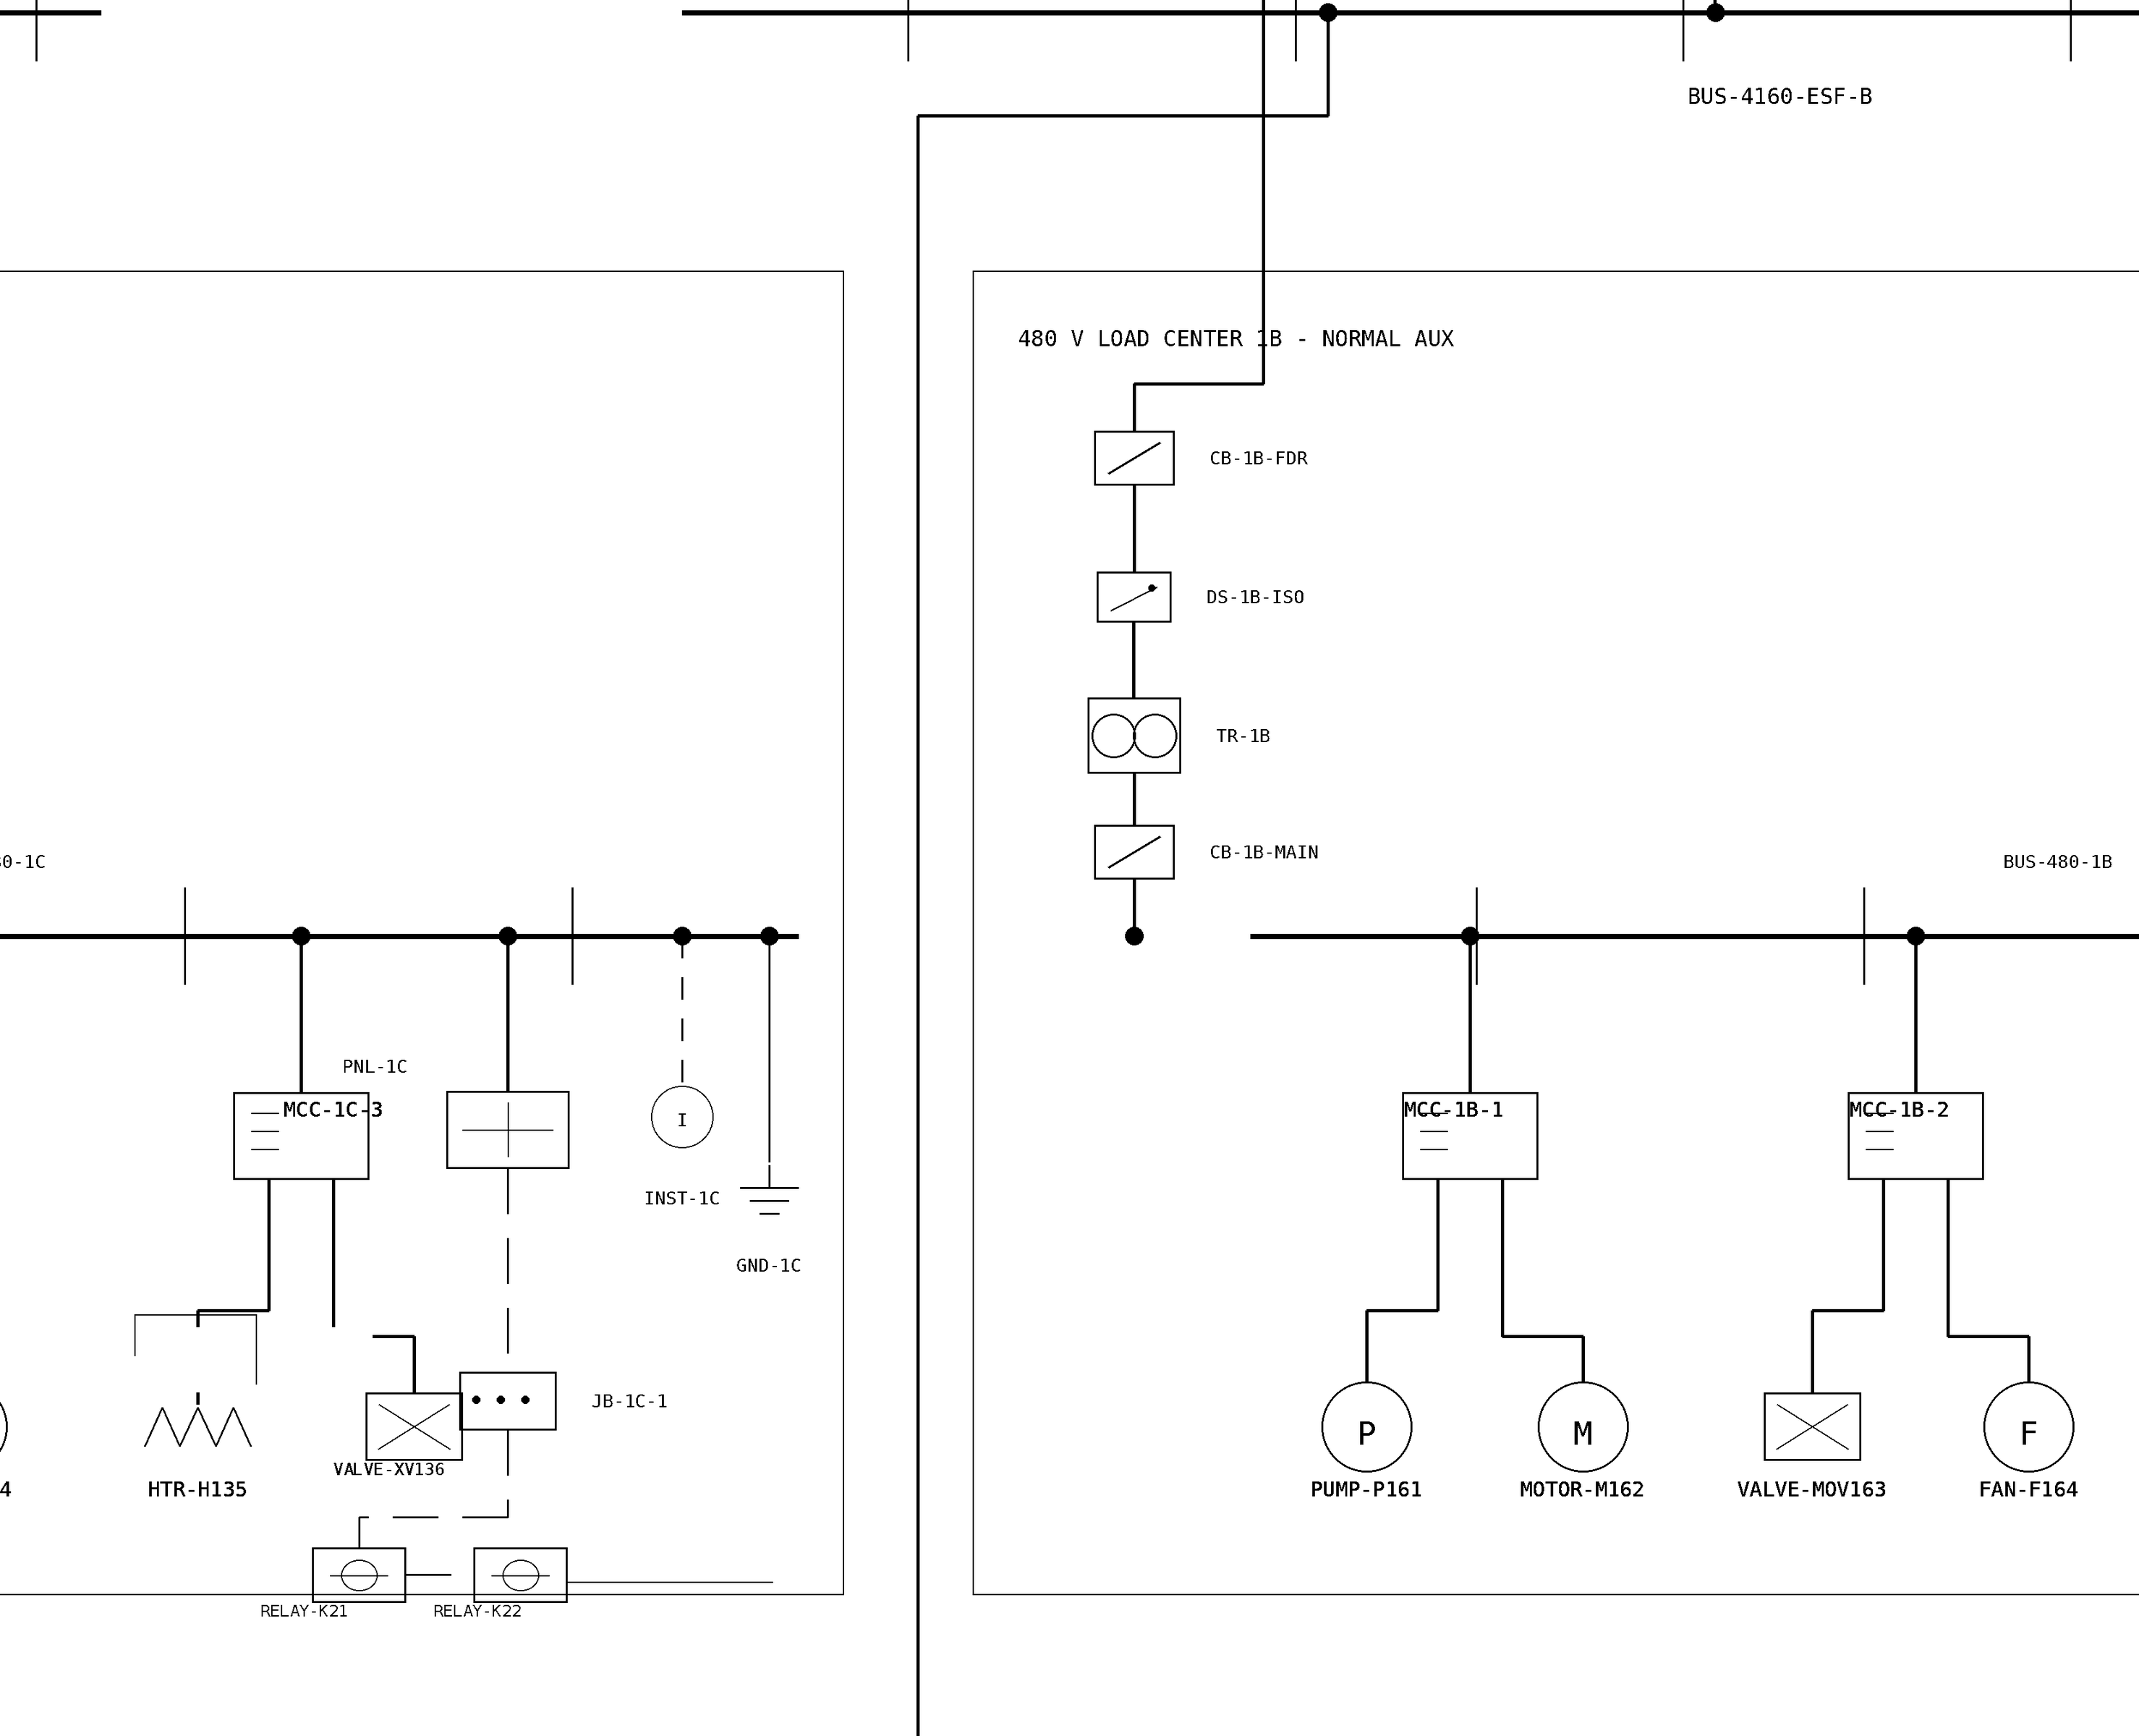 BUS-4160-ESF-B
480 V LOAD CENTER 1B - NORMAL AUX
CB-1B-FDR
DS-1B-ISO
TR-1B
CB-1B-MAIN
0-1C
BUS-480-1B
PNL-1C
MCC-1C-3
MCC-1B-1
MCC-1B-2
I
INST-1C
GND-1C
JB-1C-1
P
M
F
VALVE-XV136
4
HTR-H135
PUMP-P161
MOTOR-M162
VALVE-MOV163
FAN-F164
RELAY-K21
RELAY-K22